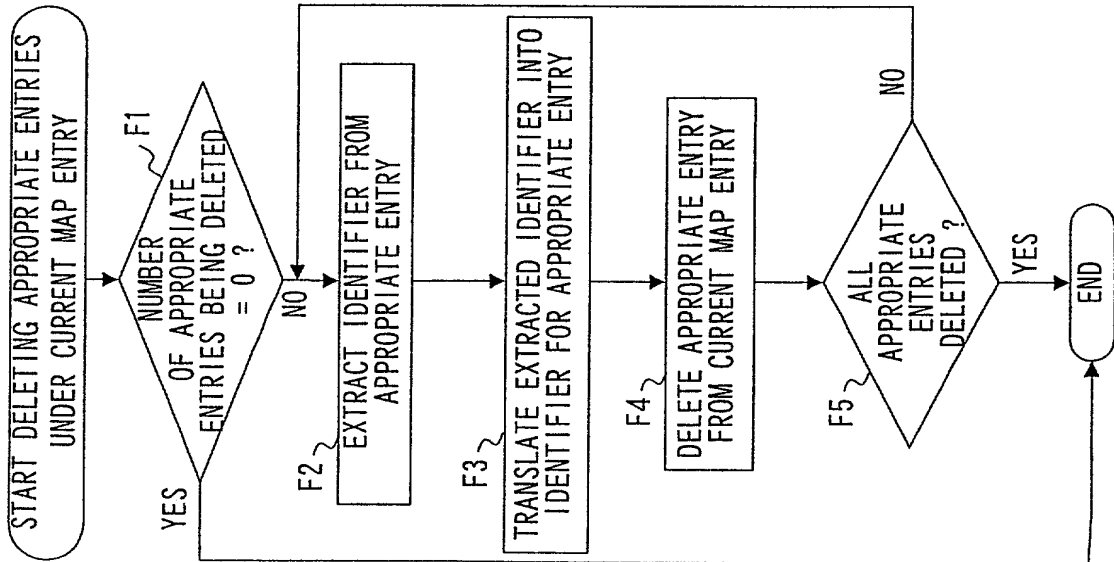 START DELETING APPROPRIATE ENTRIES
UNDER CURRENT MAP ENTRY
F1
NUMBER
OF APPROPRIATE
ENTRIES BEING DELETED
= 0 ?
YES
NO
F2
EXTRACT IDENTIFIER FROM
APPROPRIATE ENTRY
F3
TRANSLATE EXTRACTED IDENTIFIER INTO
IDENTIFIER FOR APPROPRIATE ENTRY
F4
DELETE APPROPRIATE ENTRY
FROM CURRENT MAP ENTRY
F5
ALL
APPROPRIATE
ENTRIES
DELETED ?
NO
YES
END